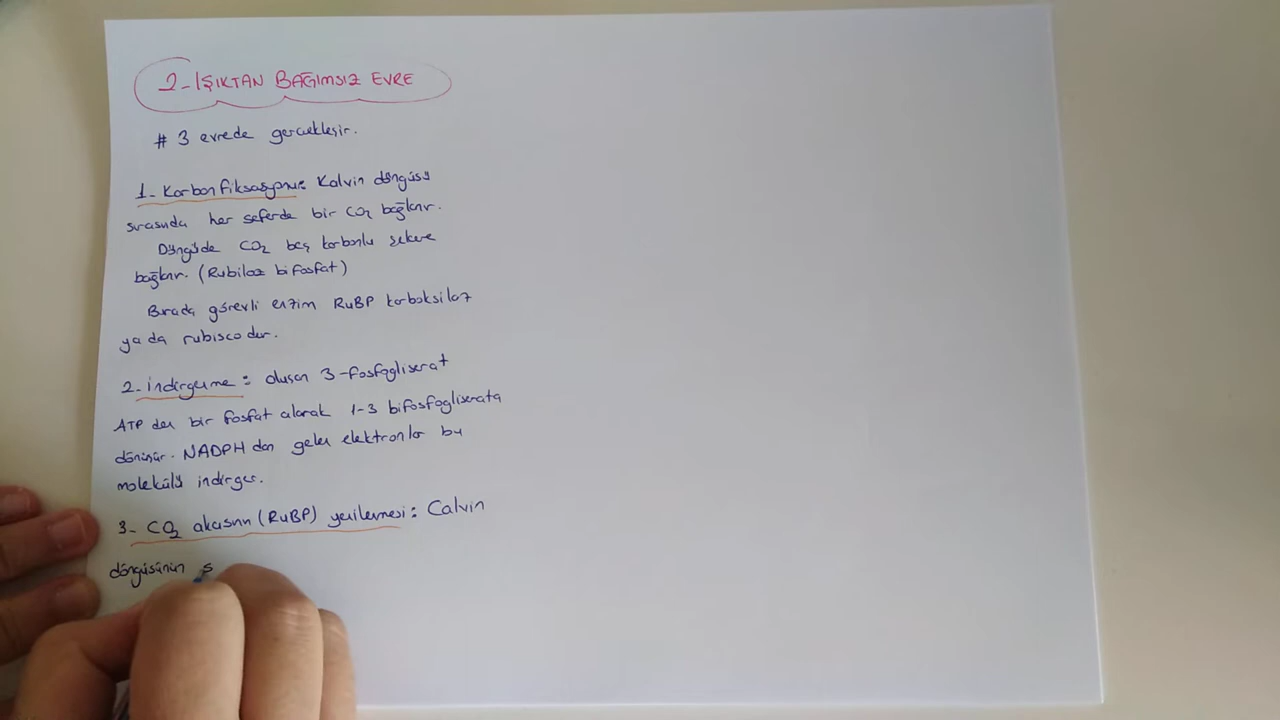 2-IŞIKTAN BAĞIMSIZ EVRE
# 3 evrede gerçekleşir.
1- Karbon fiksasyonu: Kalvin döngüsü
sırasında her seferde bir CO₂ bağlanır.
Döngüde CO₂ beş karbonlu şekere
bağlanır. (Rubiloz bifosfat)
Burada görevli enzim RuBP karboksilaz
ya da rubiscodur.
2- İndirgeme: oluşan 3-fosfogliserat
ATP den bir fosfat alarak 1-3 bifosfogliserata
dönüşür. NADPH dan gelen elektronlar bu
molekülü indirger.
3- CO₂ alıcısının (RuBP) yenilenmesi: Calvin
döngüsünün s